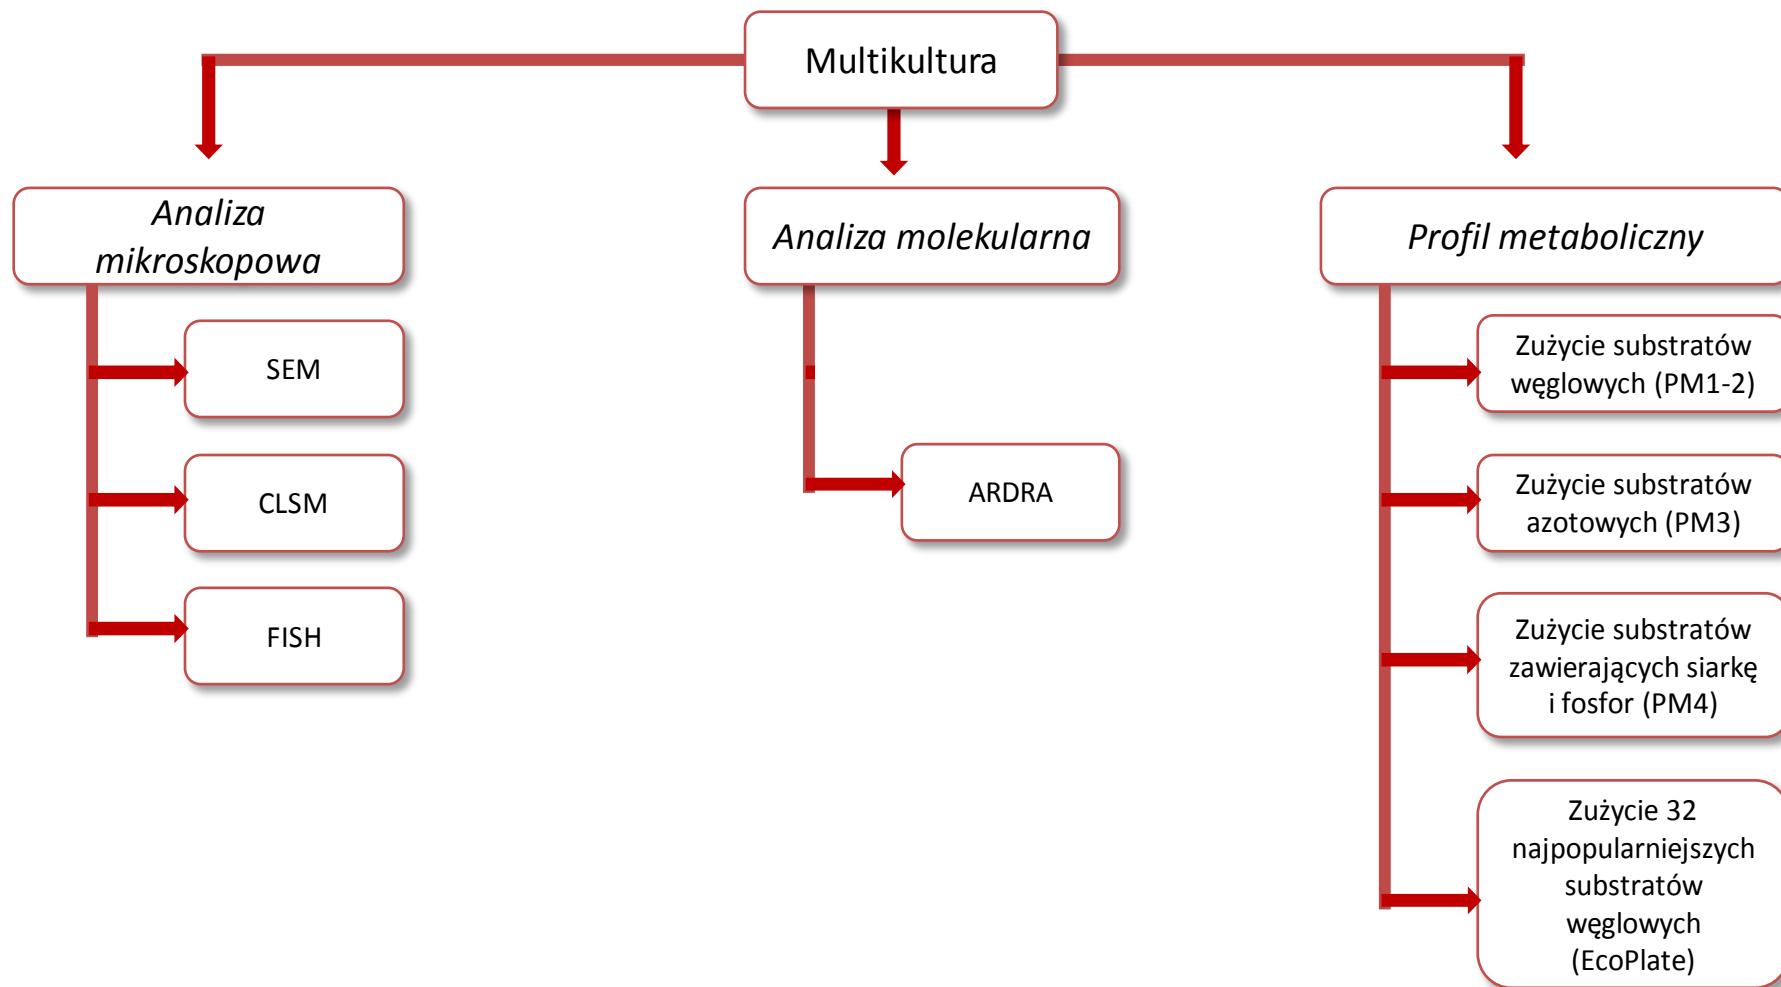 Multikultura
Analiza
mikroskopowa
SEM
CLSM
FISH
Analiza molekularna
ARDRA
Profil metaboliczny
Zużycie substratów
węglowych (PM1-2)
Zużycie substratów
azotowych (PM3)
Zużycie substratów
zawierających siarkę
i fosfor (PM4)
Zużycie 32
najpopularniejszych
substratów
węglowych
(EcoPlate)